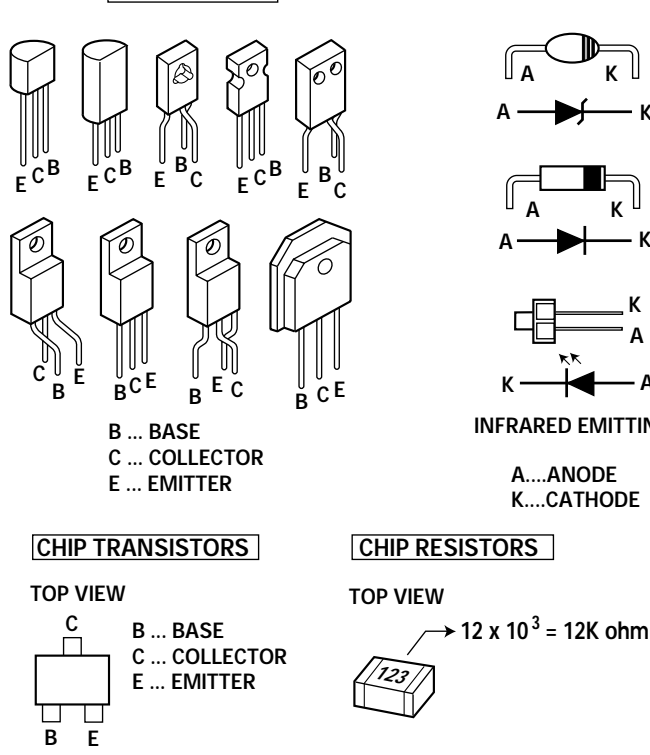 E C B
E C B
E B C
E C B
E B C
C B E
B C E
B E C
B C E
B ... BASE
C ... COLLECTOR
E ... EMITTER
A K
A K
A K
A K
K
A
K A
INFRARED EMITTIN
A....ANODE
K....CATHODE
CHIP TRANSISTORS
TOP VIEW
C
B E
B ... BASE
C ... COLLECTOR
E ... EMITTER
CHIP RESISTORS
TOP VIEW
12 x 10³ = 12K ohm
123